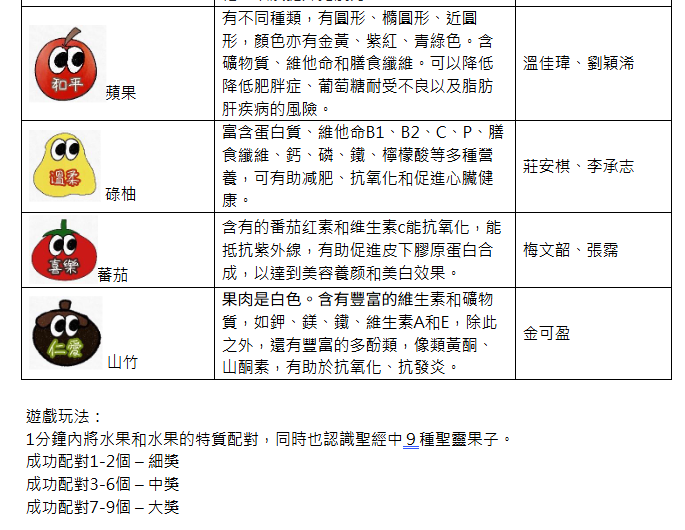 有不同種類，有圓形、橢圓形、近圓
形，顏色亦有金黃、紫紅、青綠色。含
礦物質、維他命和膳食纖維。可以降低
降低肥胖症、葡萄糖耐受不良以及脂肪
肝疾病的風險。
和平
蘋果
溫佳瑋、劉穎浠
富含蛋白質、維他命B1、B2、C、P、膳
食纖維、鈣、磷、鐵、檸檬酸等多種營
養，可有助减肥、抗氧化和促進心臟健
康。
溫柔
碌柚
莊安棋、李承志
含有的番茄红素和维生素c能抗氧化，能
抵抗紫外線，有助促進皮下膠原蛋白合
成，以達到美容養颜和美白效果。
喜樂
蕃茄
梅文韶、張霈
果肉是白色。含有豐富的維生素和礦物
質，如鉀、鎂、鐵、維生素A和E，除此
之外，還有豐富的多酚類，像類黃酮、
山酮素，有助於抗氧化、抗發炎。
仁愛
山竹
金可盈
遊戲玩法：
1分鐘內將水果和水果的特質配對，同時也認識聖經中９種聖靈果子。
成功配對1-2個 – 細獎
成功配對3-6個 – 中獎
成功配對7-9個 – 大獎